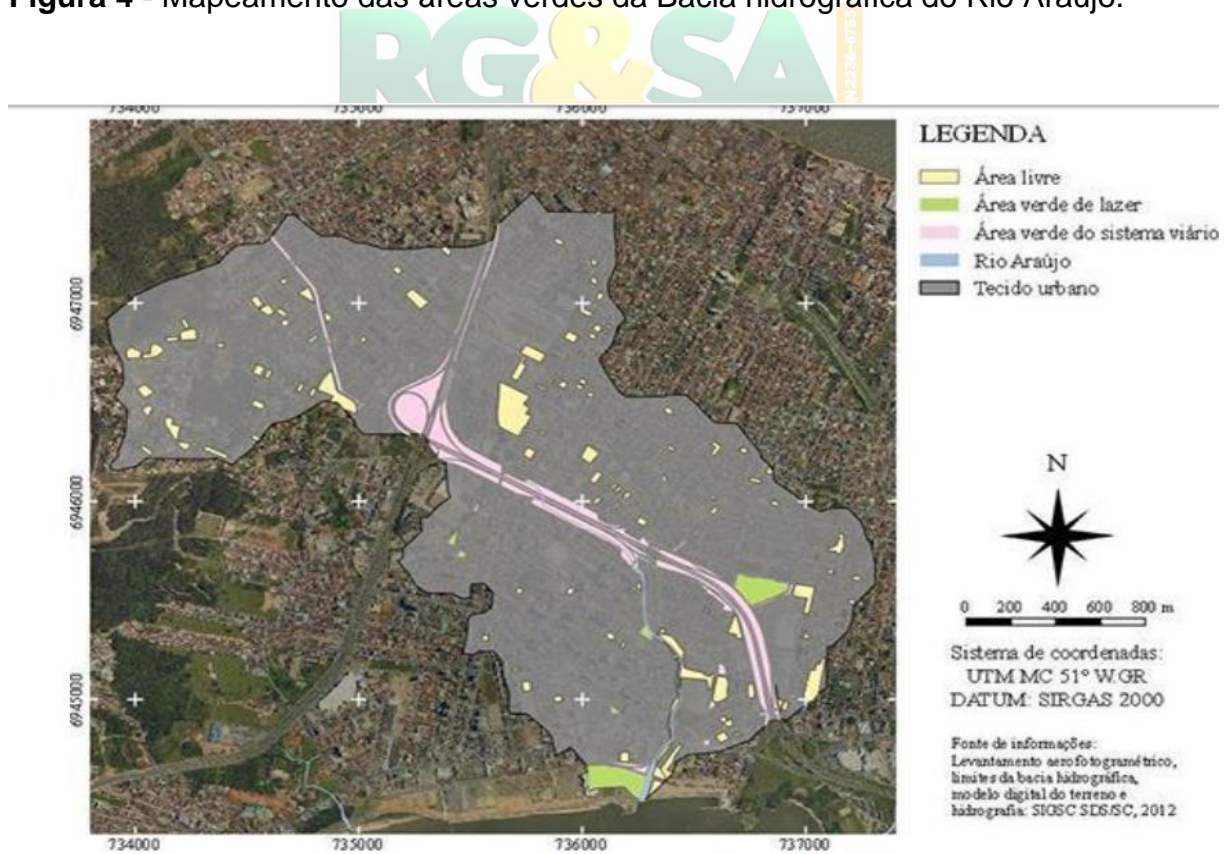 Figura 4 - Mapeamento das áreas verdes da Bacia hidrográfica do Rio Araújo.
RG&SA
N 2236-6753
734000 735000 736000 737000
LEGENDA
Área livre
Área verde de lazer
Área verde do sistema viário
Rio Araújo
Tecido urbano
6947000
6946000
6945000
N
0 200 400 600 800 m
Sistema de coordenadas:
UTM MC 51° W.GR
DATUM: SIRGAS 2000
Fonte de informações:
Levantamento aerofotogramétrico,
limites da bacia hidrográfica,
modelo digital do terreno e
hidrografia: SIGSC SDS/SC, 2012
734000 735000 736000 737000